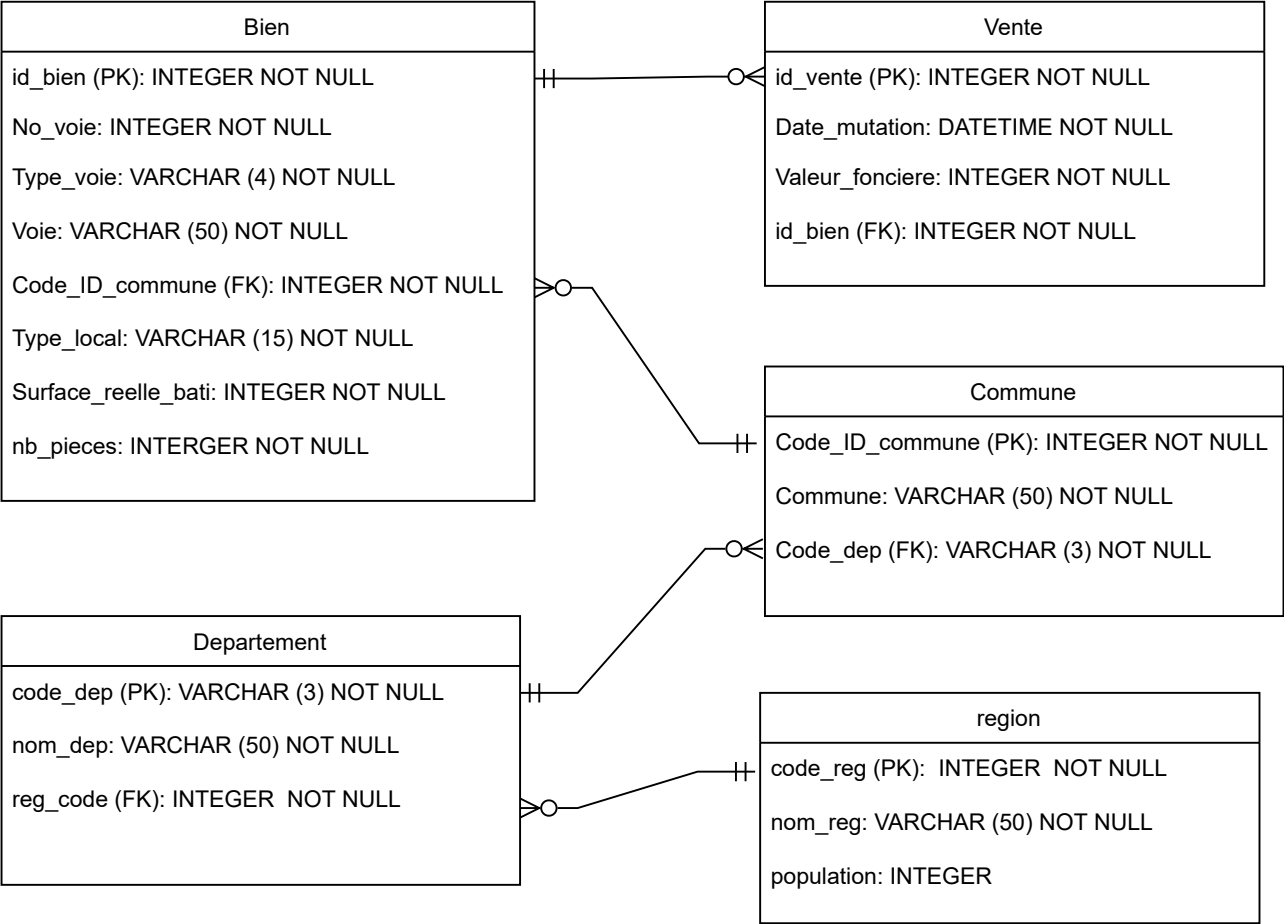 Bien
id_bien (PK): INTEGER NOT NULL
No_voie: INTEGER NOT NULL
Type_voie: VARCHAR (4) NOT NULL
Voie: VARCHAR (50) NOT NULL
Code_ID_commune (FK): INTEGER NOT NULL
Type_local: VARCHAR (15) NOT NULL
Surface_reelle_bati: INTEGER NOT NULL
nb_pieces: INTERGER NOT NULL
Vente
id_vente (PK): INTEGER NOT NULL
Date_mutation: DATETIME NOT NULL
Valeur_fonciere: INTEGER NOT NULL
id_bien (FK): INTEGER NOT NULL
Commune
Code_ID_commune (PK): INTEGER NOT NULL
Commune: VARCHAR (50) NOT NULL
Code_dep (FK): VARCHAR (3) NOT NULL
Departement
code_dep (PK): VARCHAR (3) NOT NULL
nom_dep: VARCHAR (50) NOT NULL
reg_code (FK): INTEGER  NOT NULL
region
code_reg (PK):  INTEGER  NOT NULL
nom_reg: VARCHAR (50) NOT NULL
population: INTEGER